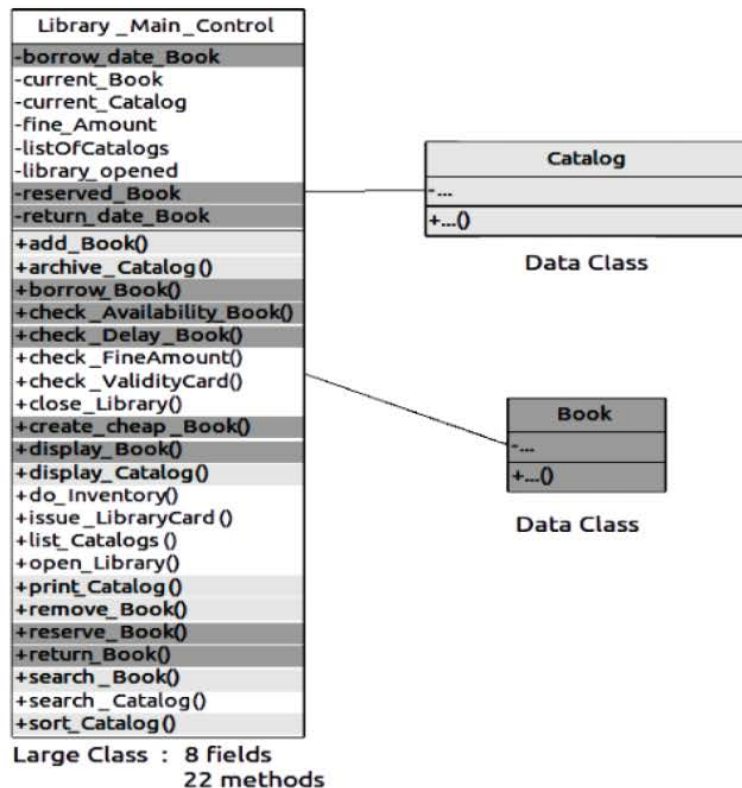 Library_Main_Control
-borrow_date_Book
-current_Book
-current_Catalog
-fine_Amount
-listOfCatalogs
-library_opened
-reserved_Book
-return_date_Book
+add_Book()
+archive_Catalog()
+borrow_Book()
+check_Availability_Book()
+check_Delay_Book()
+check_FineAmount()
+check_ValidityCard()
+close_Library()
+create_cheap_Book()
+display_Book()
+display_Catalog()
+do_Inventory()
+issue_LibraryCard()
+list_Catalogs()
+open_Library()
+print_Catalog()
+remove_Book()
+reserve_Book()
+return_Book()
+search_Book()
+search_Catalog()
+sort_Catalog()
Large Class : 8 fields
22 methods
Catalog
-...
+...()
Data Class
Book
-...
+...()
Data Class